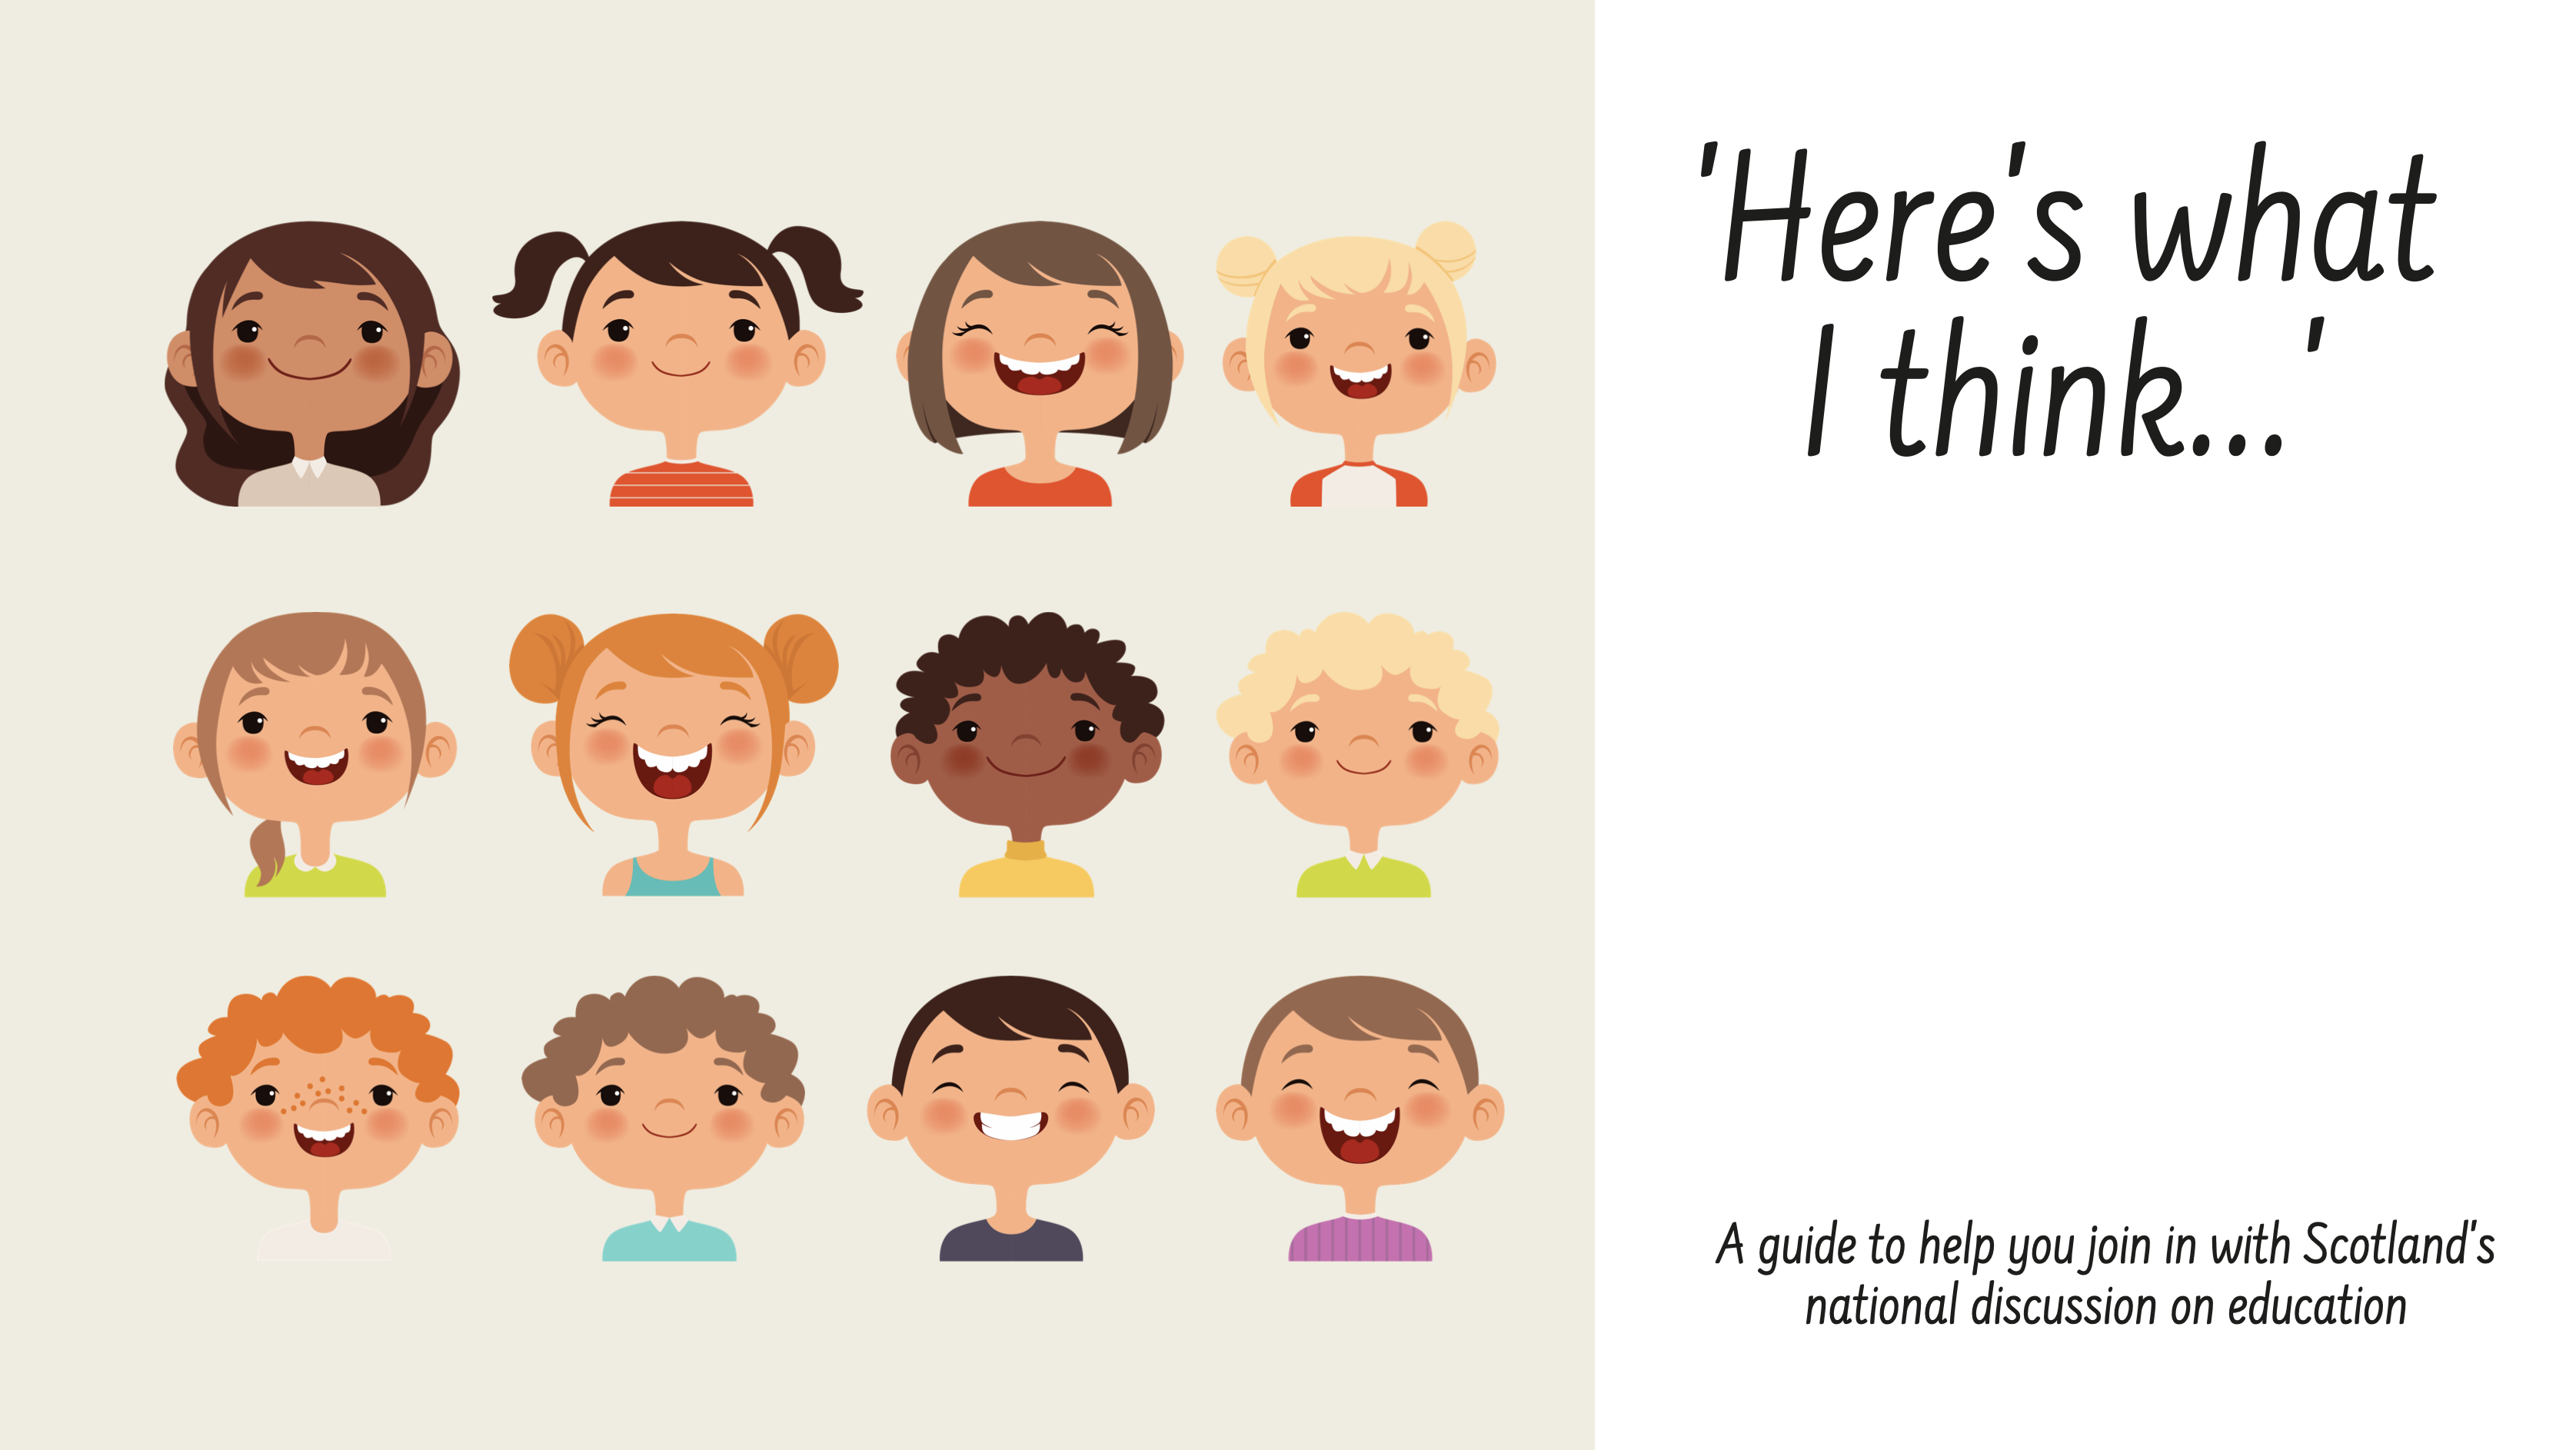 'Here's what
I think...'
A guide to help you join in with Scotland's
national discussion on education